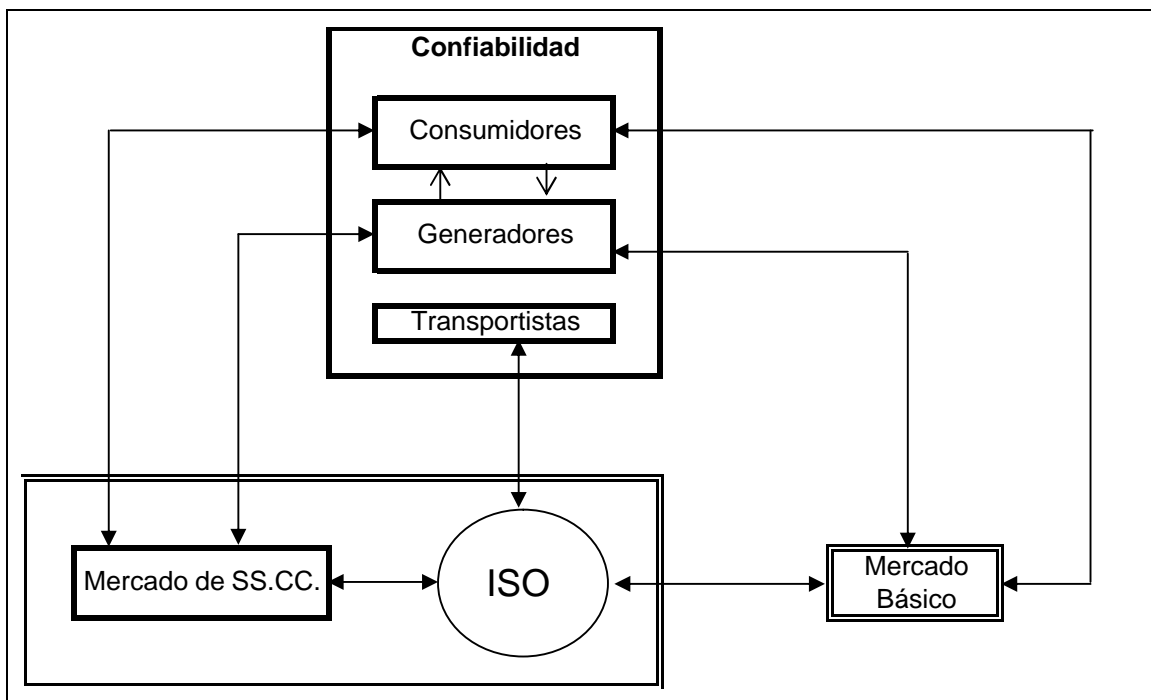 Confiabilidad
Consumidores
Generadores
Transportistas
Mercado de SS.CC.
ISO
Mercado
Básico